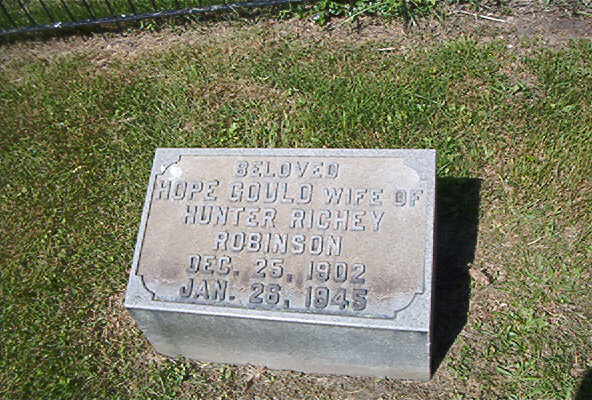 BELOVED
HOPE GOULD WIFE OF
HUNTER RICHEY
ROBINSON
DEC. 25, 1902
JAN. 26, 1945